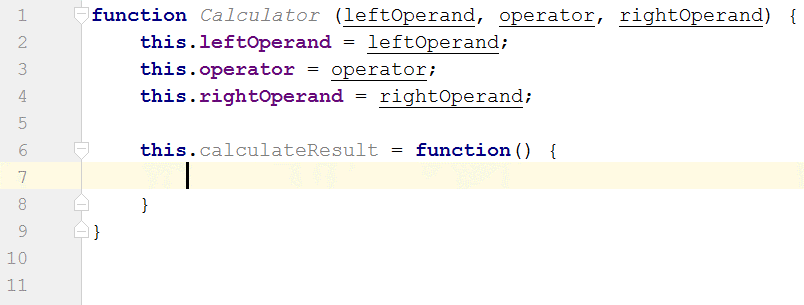 1 function Calculator (leftOperand, operator, rightOperand) {
2 this.leftOperand = leftOperand;
3 this.operator = operator;
4 this.rightOperand = rightOperand;
5
6 this.calculateResult = function() {
7
8 }
9 }
10
11